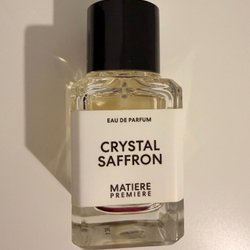 EAU DE PARFUM
CRYSTAL
SAFFRON
MATIERE
PREMIERE